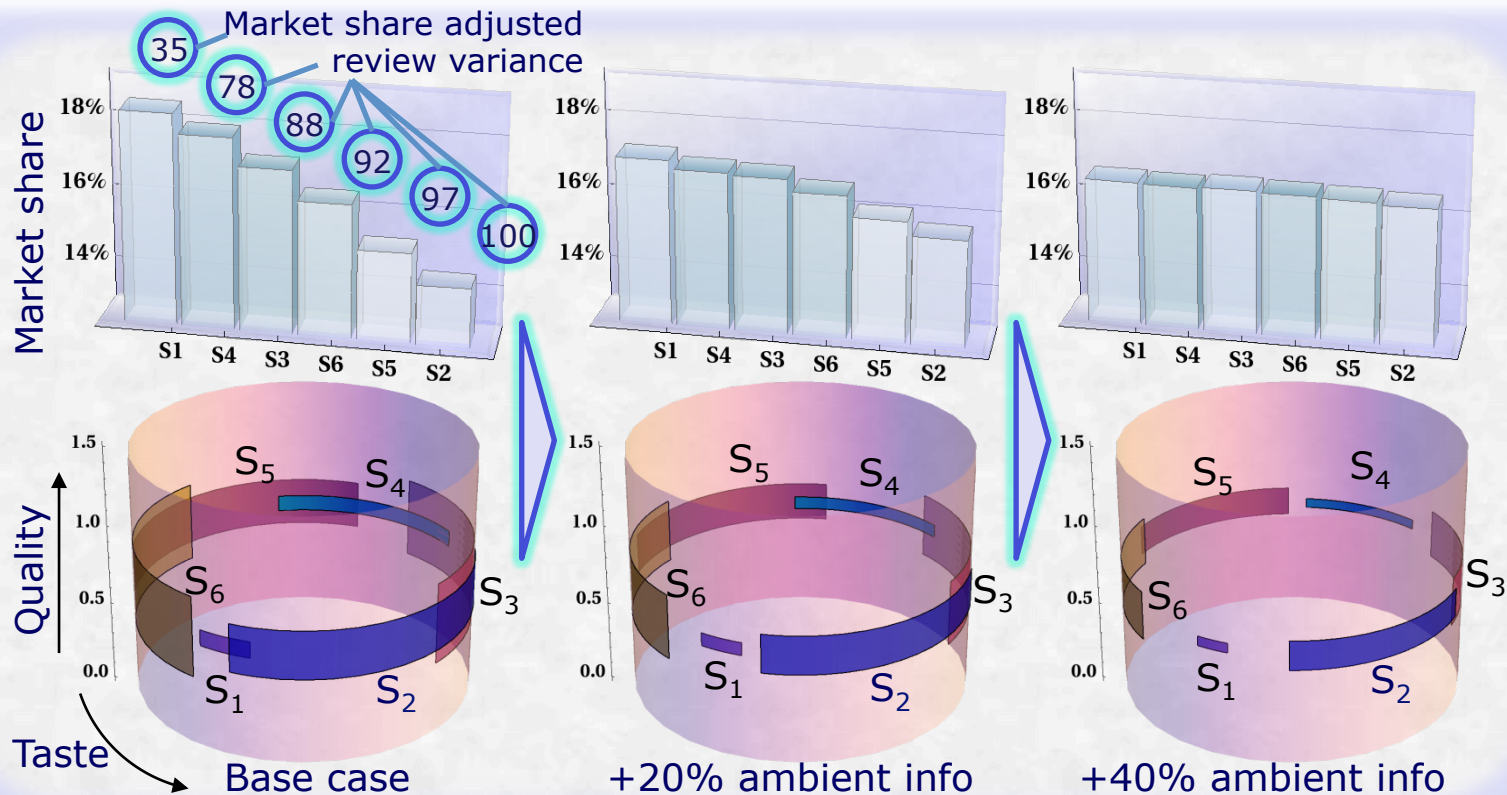 Market share adjusted
review variance
35
78
88
92
97
100
Market share
18%
16%
14%
S1 S4 S3 S6 S5 S2
18%
16%
14%
S1 S4 S3 S6 S5 S2
18%
16%
14%
S1 S4 S3 S6 S5 S2
Quality
Taste
1.5
1.0
0.5
0.0
S5
S4
S6
S3
S1
S2
Base case
1.5
1.0
0.5
0.0
S5
S4
S6
S3
S1
S2
+20% ambient info
1.5
1.0
0.5
0.0
S5
S4
S6
S3
S1
S2
+40% ambient info